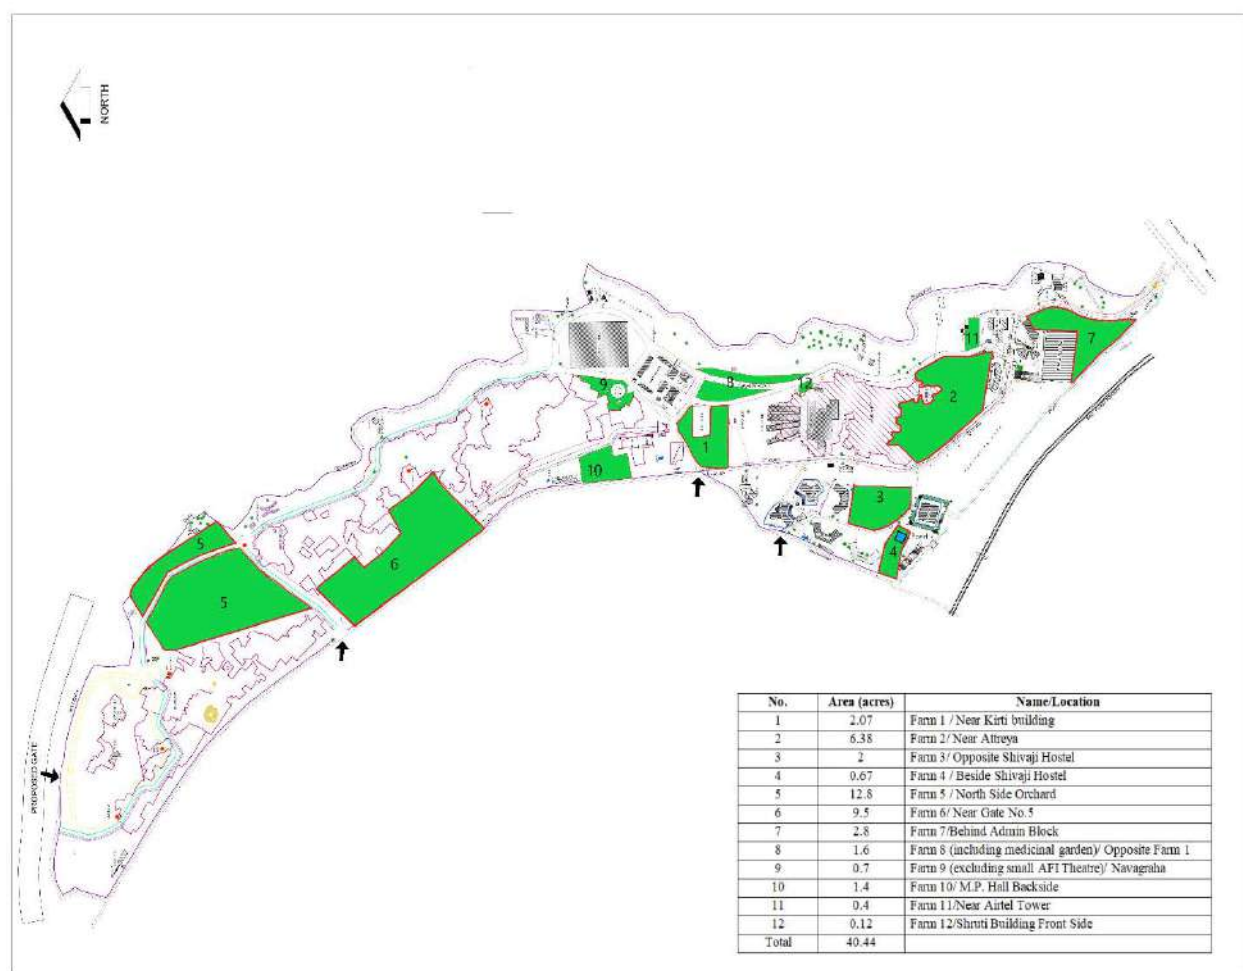 NORTH
7
11
8
12
9
2
1
10
3
4
5
6
5
PROPOSED GATE
No. Area (acres) Name/Location
1 2.07 Farm 1 / Near Kirti building
2 6.38 Farm 2/ Near Attreya
3 2 Farm 3/ Opposite Shivaji Hostel
4 0.67 Farm 4 / Beside Shivaji Hostel
5 12.8 Farm 5 / North Side Orchard
6 9.5 Farm 6/ Near Gate No.5
7 2.8 Farm 7/Behind Admin Block
8 1.6 Farm 8 (including medicinal garden)/ Opposite Farm 1
9 0.7 Farm 9 (excluding small AFI Theatre)/ Navagraha
10 1.4 Farm 10/ M.P. Hall Backside
11 0.4 Farm 11/Near Airtel Tower
12 0.12 Farm 12/Shruti Building Front Side
Total 40.44